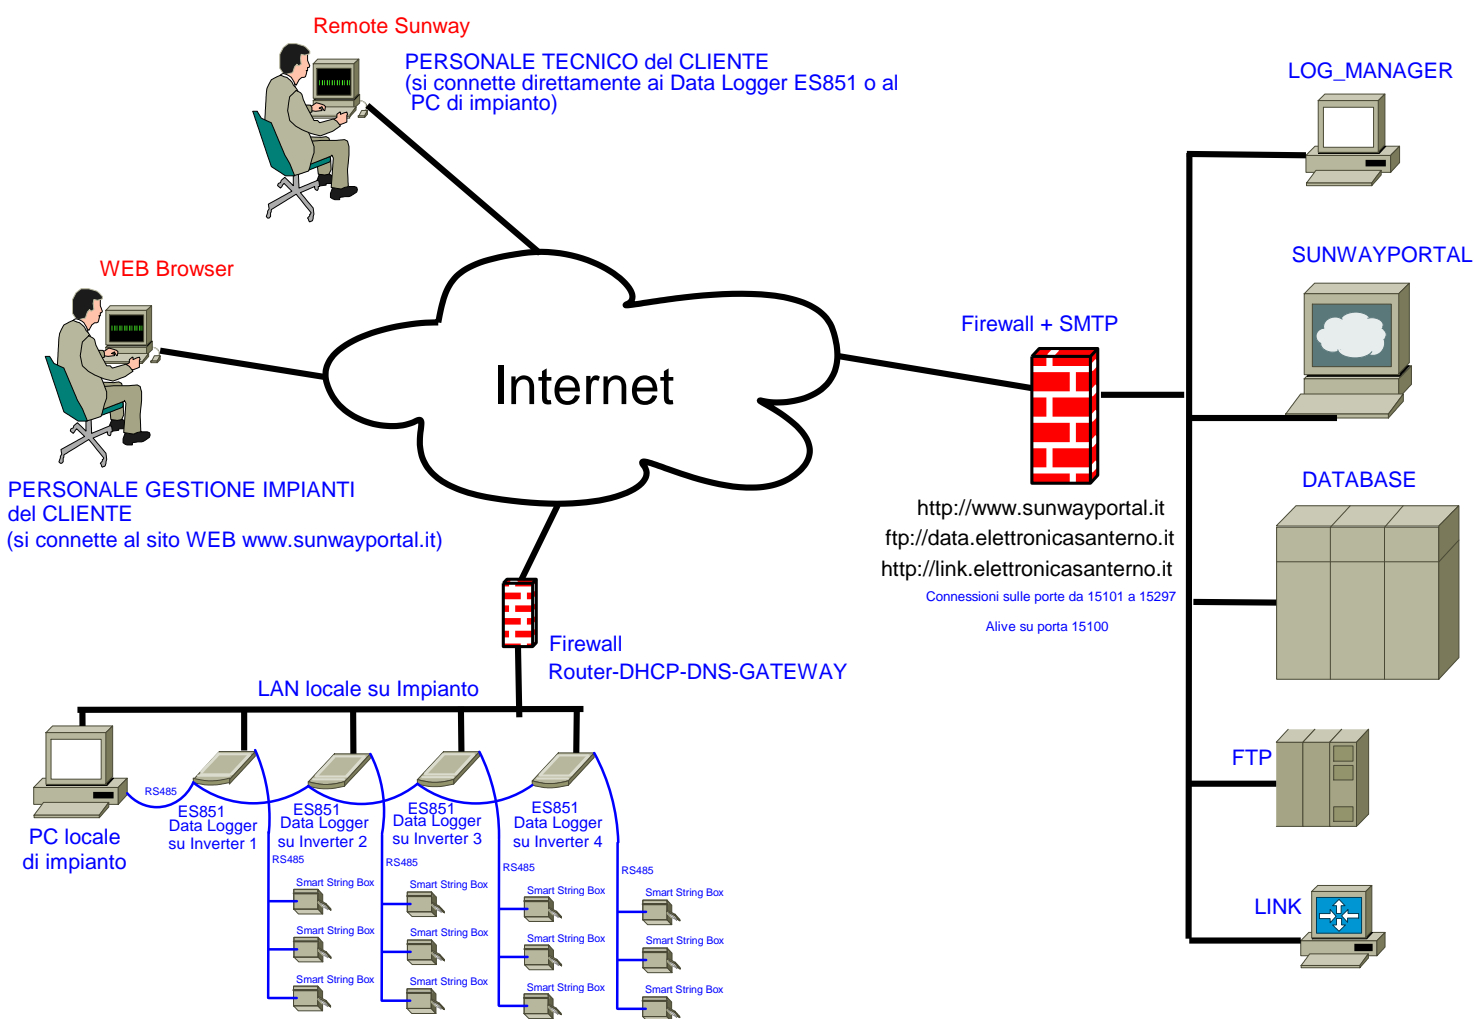 Remote Sunway
PERSONALE TECNICO del CLIENTE
(si connette direttamente ai Data Logger ES851 o al
PC di impianto)
WEB Browser
PERSONALE GESTIONE IMPIANTI
del CLIENTE
(si connette al sito WEB www.sunwayportal.it)
Internet
Firewall + SMTP
http://www.sunwayportal.it
ftp://data.elettronicasanterno.it
http://link.elettronicasanterno.it
Connessioni sulle porte da 15101 a 15297
Alive su porta 15100
LOG_MANAGER
SUNWAYPORTAL
DATABASE
FTP
LINK
Firewall
Router-DHCP-DNS-GATEWAY
LAN locale su Impianto
RS485
PC locale
di impianto
ES851
Data Logger
su Inverter 1
ES851
Data Logger
su Inverter 2
ES851
Data Logger
su Inverter 3
ES851
Data Logger
su Inverter 4
RS485
Smart String Box
Smart String Box
Smart String Box
RS485
Smart String Box
Smart String Box
Smart String Box
RS485
Smart String Box
Smart String Box
Smart String Box
RS485
Smart String Box
Smart String Box
Smart String Box